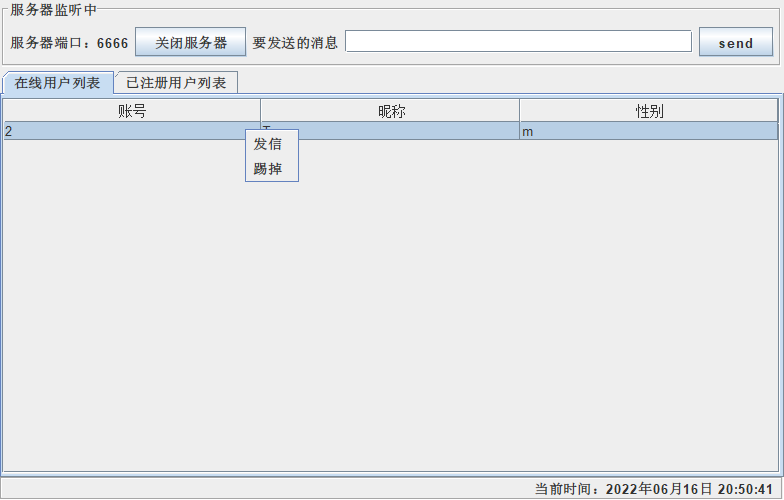 服务器监听中
服务器端口：6666 关闭服务器 要发送的消息 send
在线用户列表 已注册用户列表
账号 昵称 性别
2 m
发信
踢掉
当前时间：2022年06月16日 20:50:41